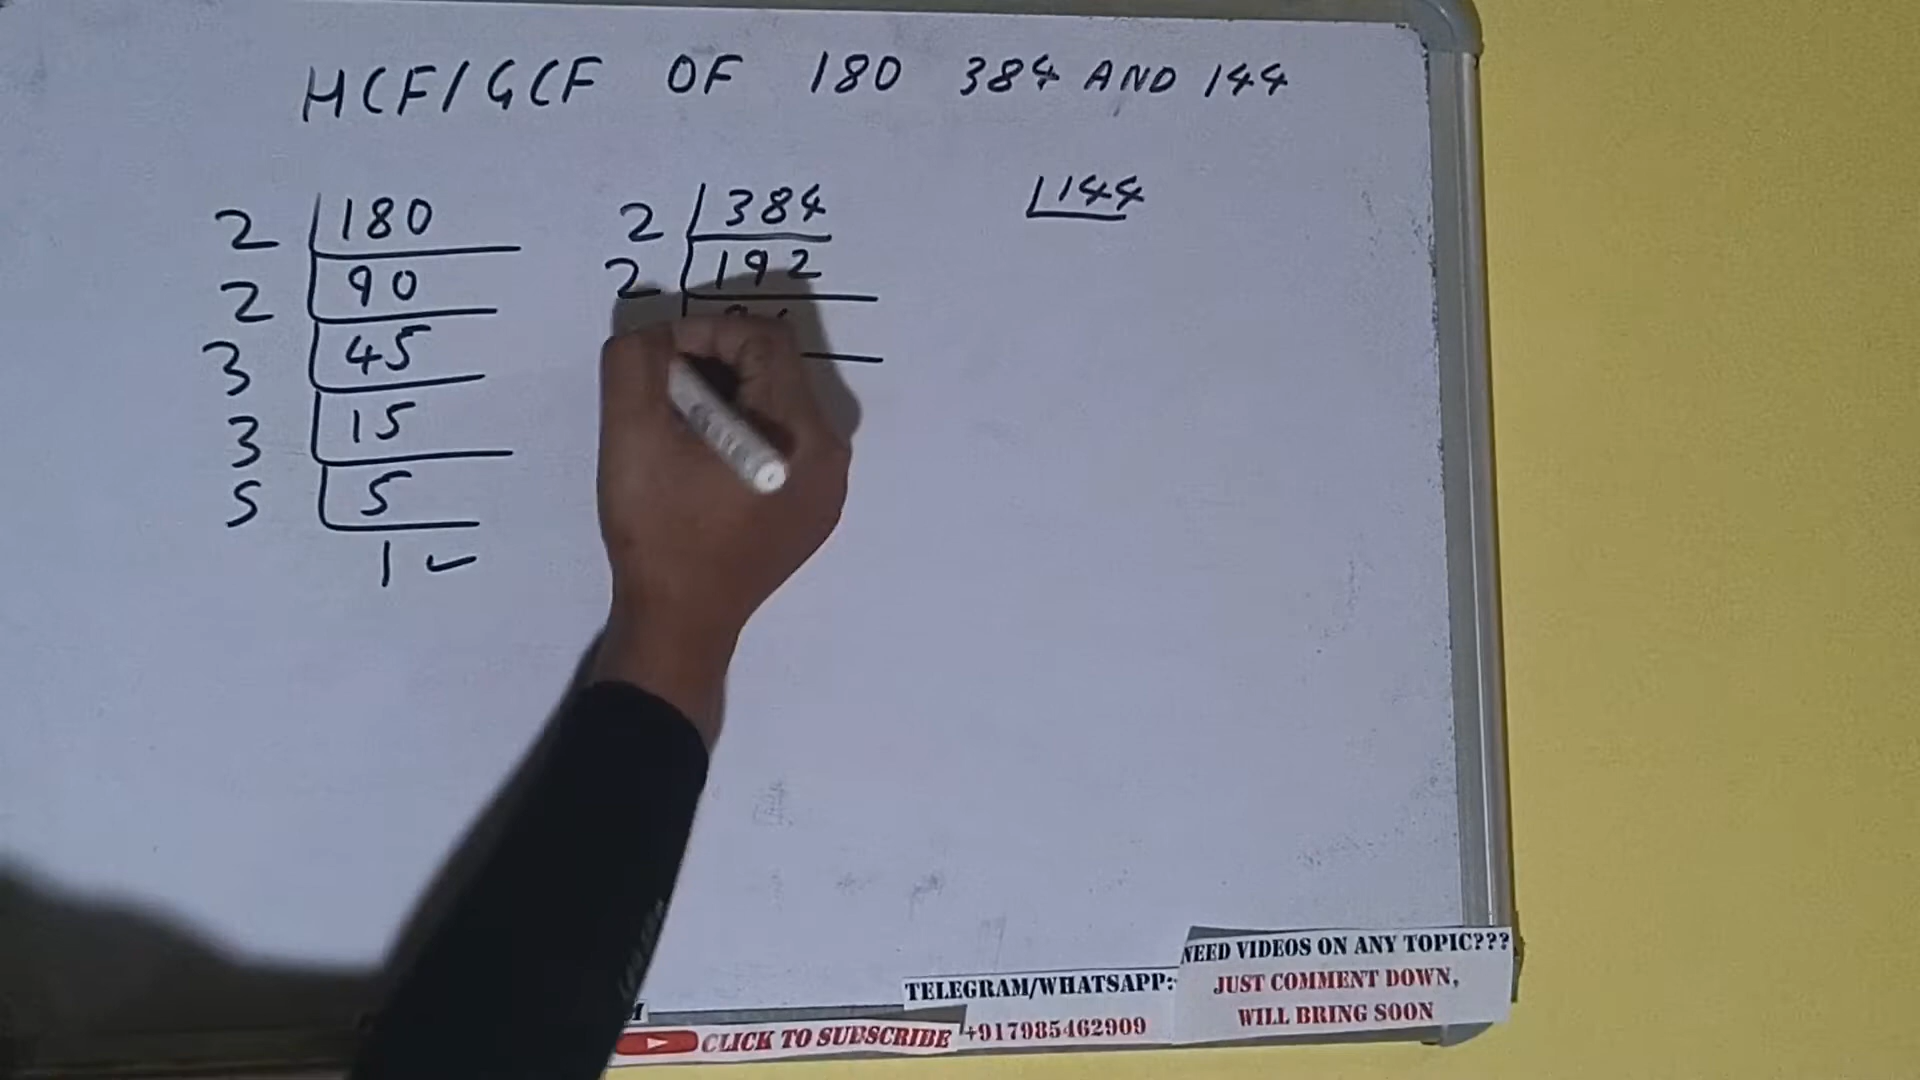 HCF/GCF OF 180 384 AND 144
2 180
2 90
3 45
3 15
5 5
1
2 384
2 192
144
NEED VIDEOS ON ANY TOPIC???
JUST COMMENT DOWN,
WILL BRING SOON
TELEGRAM/WHATSAPP:
+917985462909
CLICK TO SUBSCRIBE